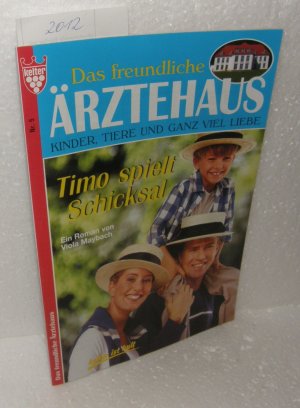 2012
kelter
Nr. 5
Das freundliche
ÄRZTEHAUS
KINDER, TIERE UND GANZ VIEL LIEBE
Timo spielt
Schicksal
Ein Roman von
Viola Maybach
Das freundliche Ärztehaus